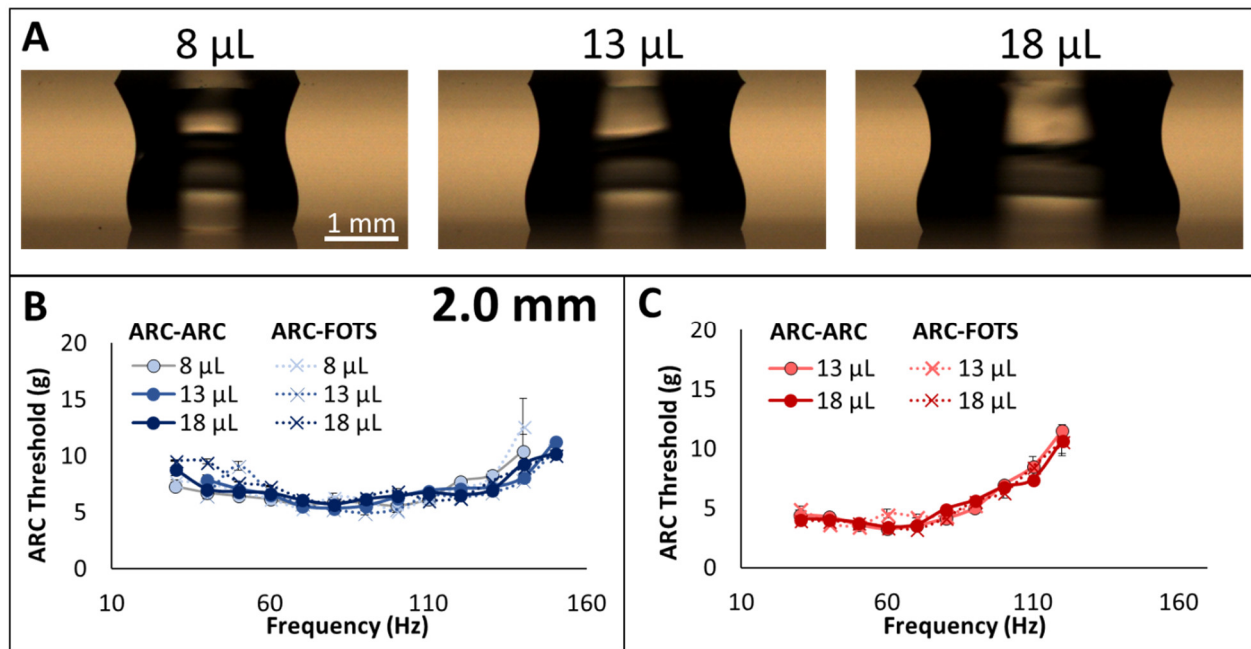 A
8 µL
13 µL
18 µL
1 mm
B
2.0 mm
ARC-ARC ARC-FOTS
8 µL 8 µL
13 µL 13 µL
18 µL 18 µL
ARC Threshold (g)
20
15
10
5
0
10 60 110 160
Frequency (Hz)
C
ARC-ARC ARC-FOTS
13 µL 13 µL
18 µL 18 µL
ARC Threshold (g)
20
15
10
5
0
10 60 110 160
Frequency (Hz)